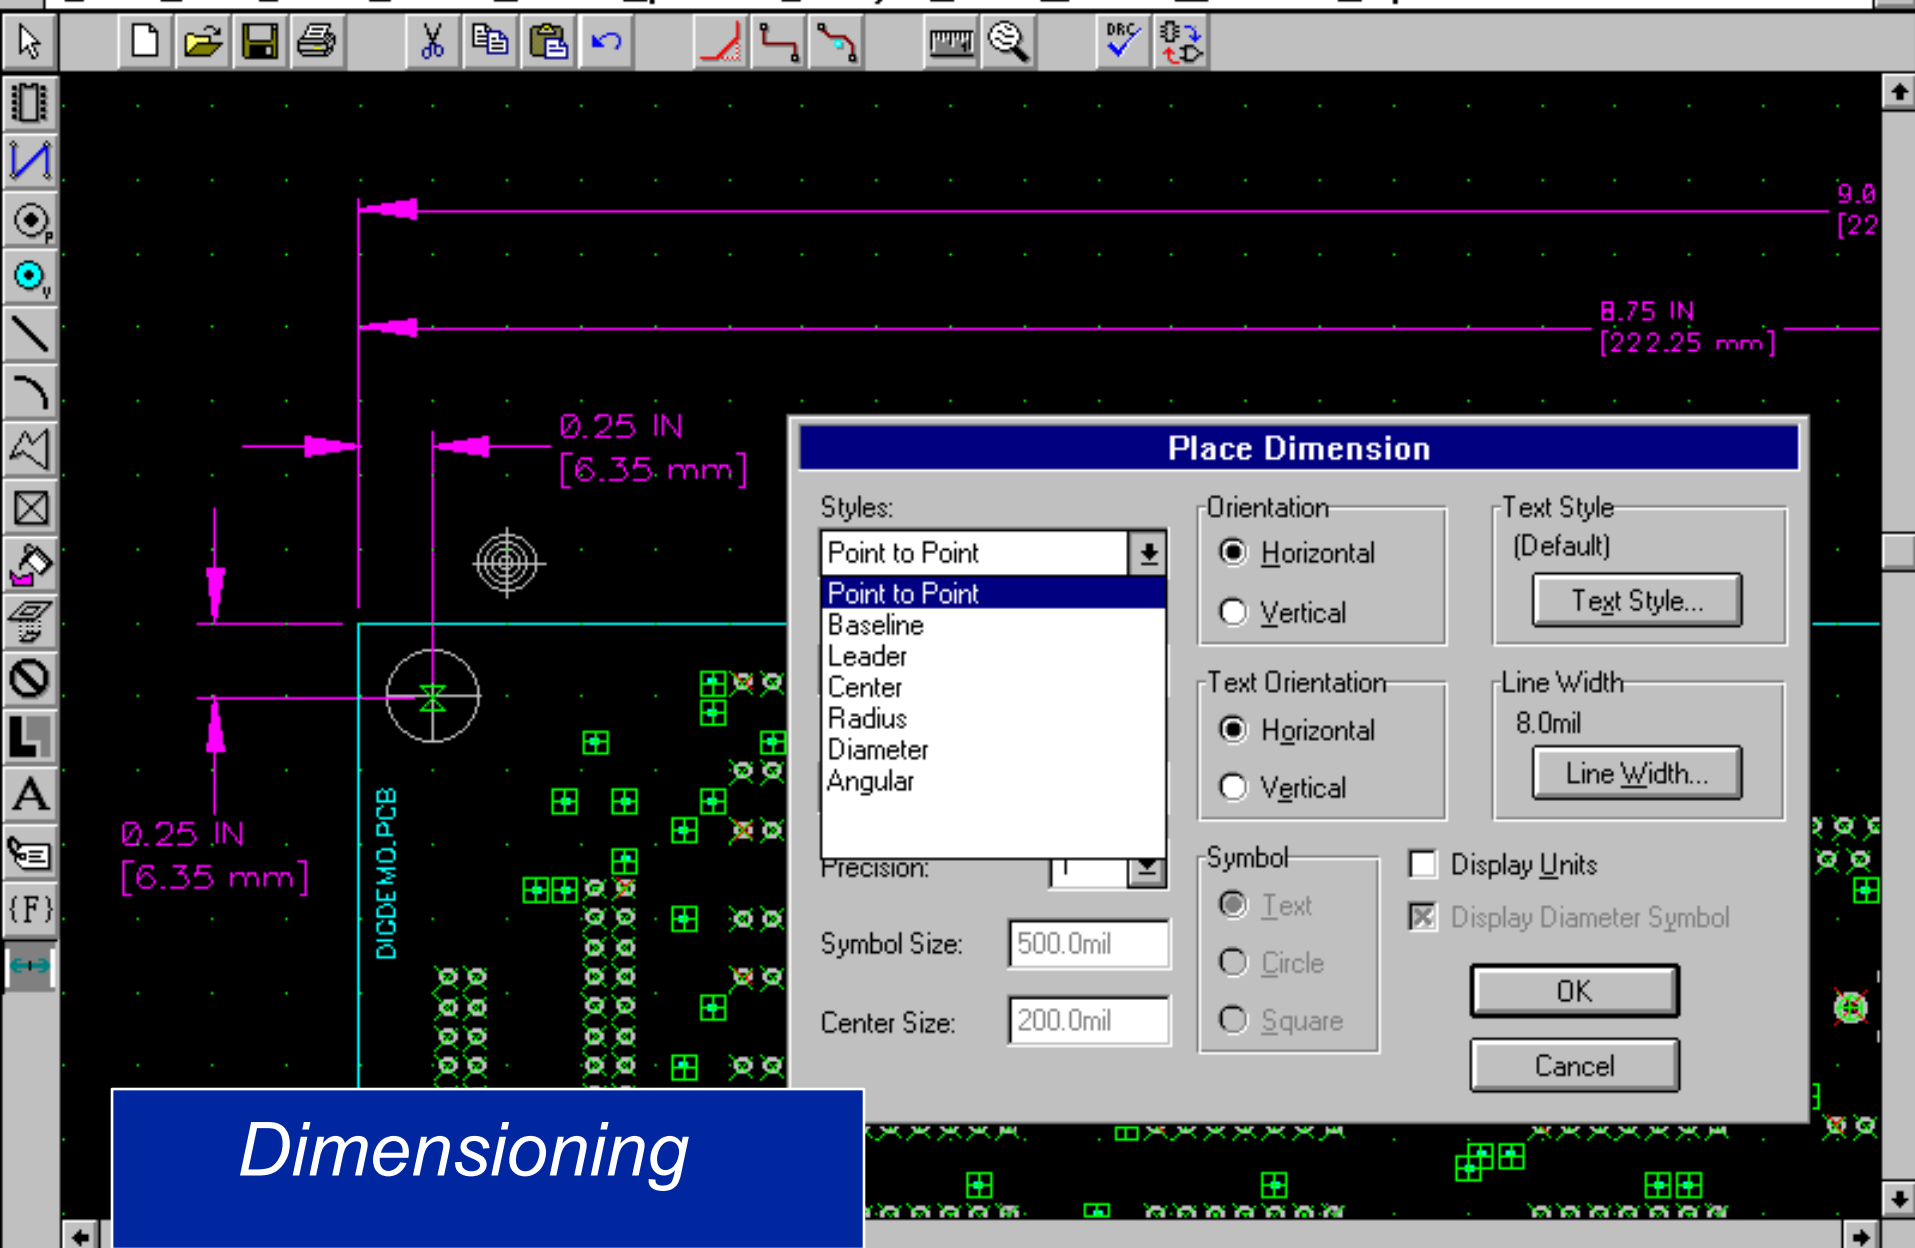 DRC
P
V
A
{F}
9.0
[22
8.75 IN
[222.25 mm]
0.25 IN
[6.35 mm]
0.25 IN
[6.35 mm]
DICDEMO.PCB
Place Dimension
Styles:
Point to Point
Point to Point
Baseline
Leader
Center
Radius
Diameter
Angular
Precision:
Symbol Size:
500.0mil
Center Size:
200.0mil
Orientation
Horizontal
Vertical
Text Orientation
Horizontal
Vertical
Symbol
Text
Circle
Square
Text Style
(Default)
Text Style...
Line Width
8.0mil
Line Width...
Display Units
Display Diameter Symbol
OK
Cancel
Dimensioning